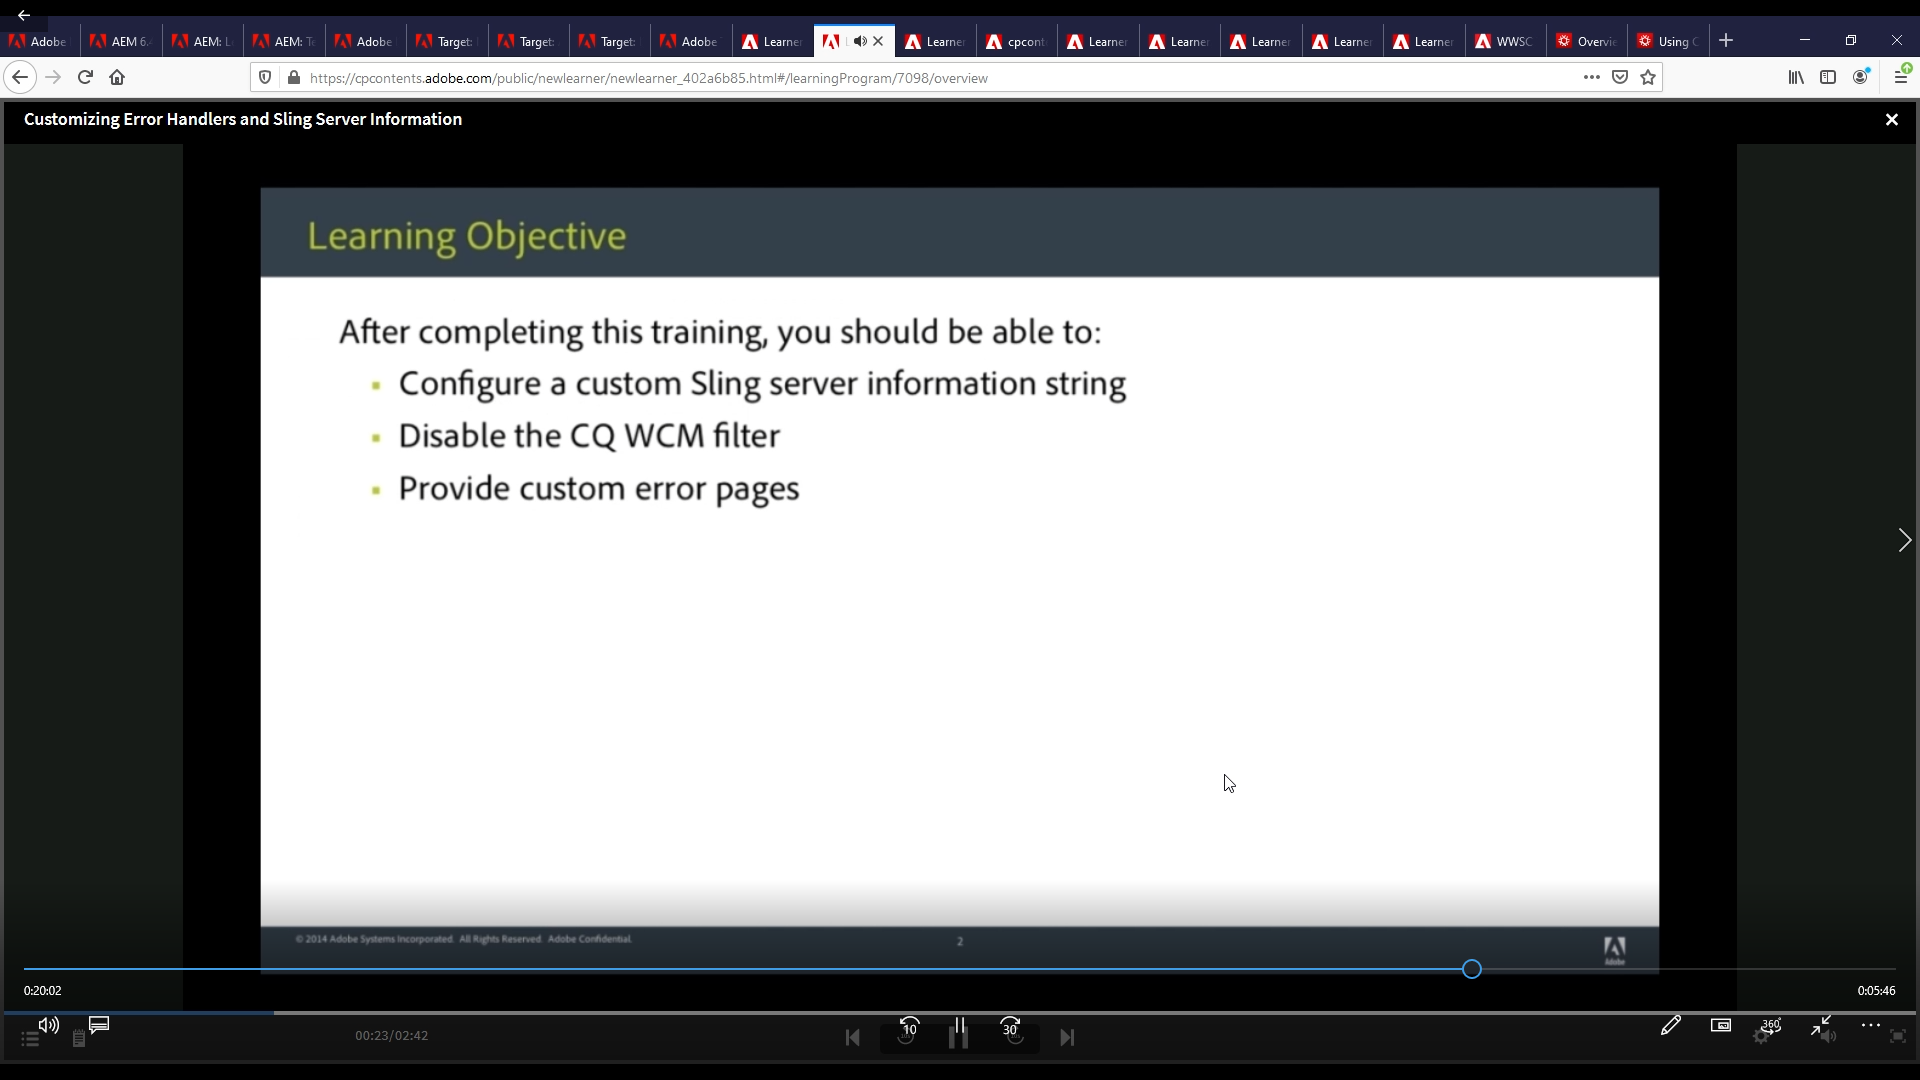 Adobe
AEM 6.
AEM: L
AEM: T
Adobe
Target:
Target:
Target:
Adobe
Learner
L
Learner
cpcont
Learner
Learner
Learner
Learner
Learner
WWSC
Overvie
Using C
https://cpcontents.adobe.com/public/newlearner/newlearner_402a6b85.html#/learningProgram/7098/overview
Customizing Error Handlers and Sling Server Information
Learning Objective
After completing this training, you should be able to:
Configure a custom Sling server information string
Disable the CQ WCM filter
Provide custom error pages
© 2014 Adobe Systems Incorporated. All Rights Reserved. Adobe Confidential.
2
Adobe
0:20:02
0:05:46
00:23/02:42
10
30
360